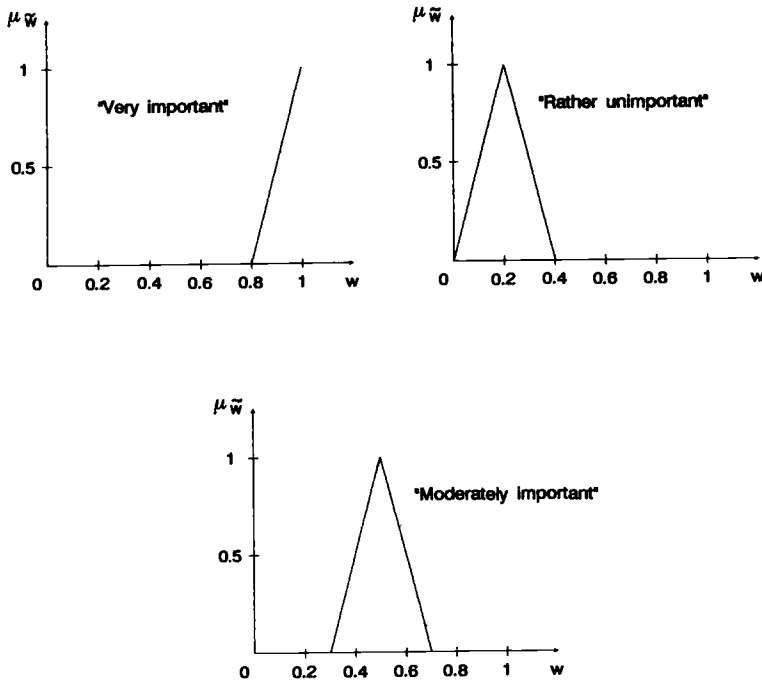 μ w̃
1
"Very important"
0.5
0 0.2 0.4 0.6 0.8 1 w
μ w̃
1
"Rather unimportant"
0.5
0 0.2 0.4 0.6 0.8 1 w
μ w̃
1
"Moderately important"
0.5
0 0.2 0.4 0.6 0.8 1 w